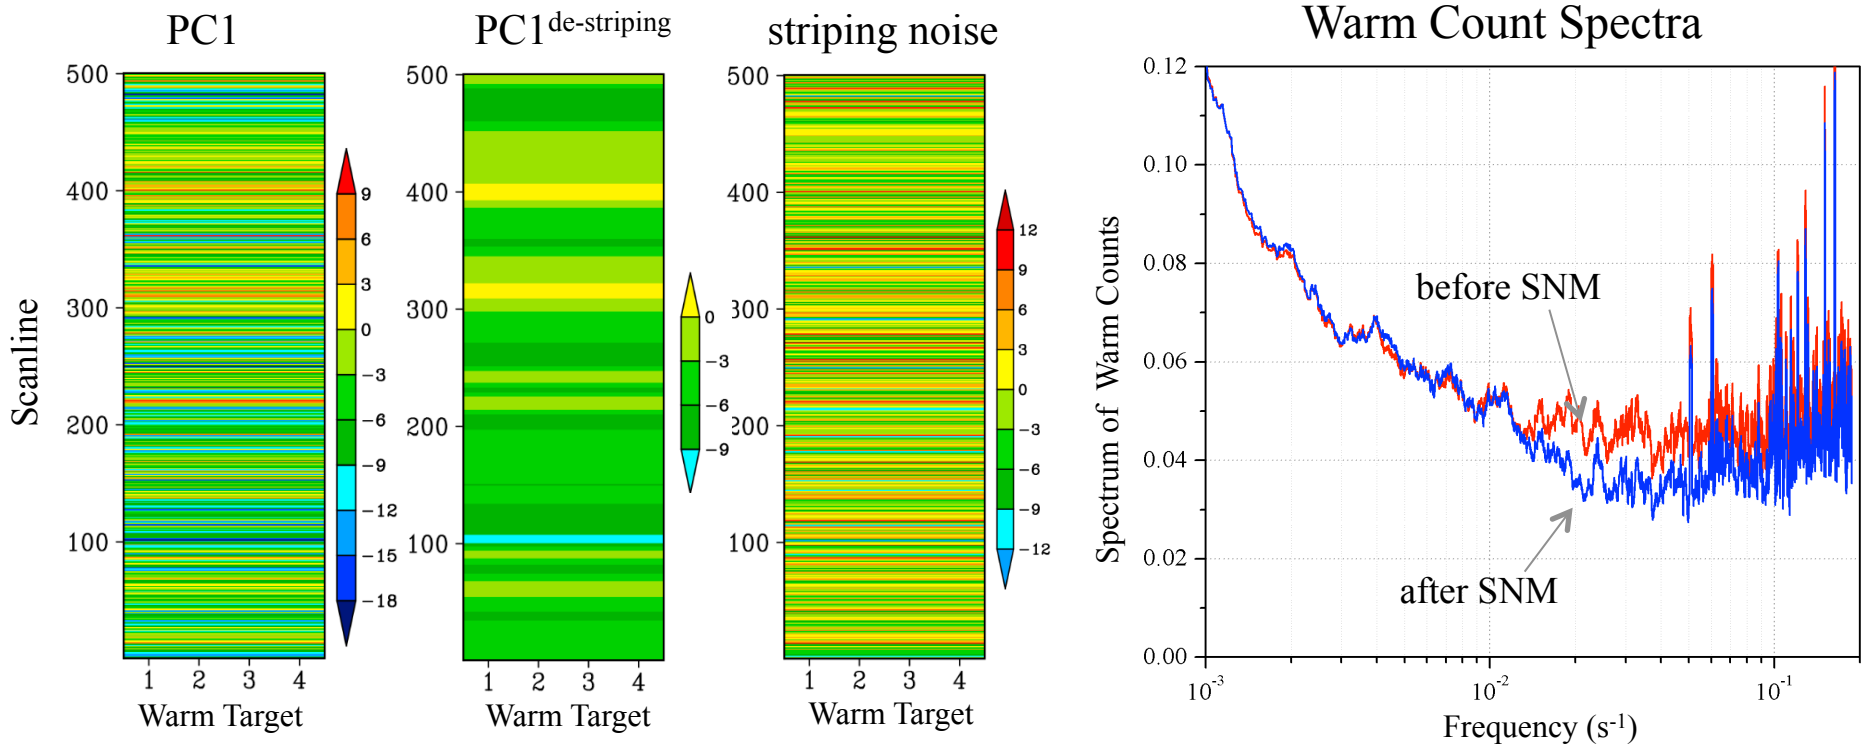 PC1
PC1de-striping
striping noise
Warm Count Spectra
Scanline
500
400
300
200
100
1 2 3 4
Warm Target
9
6
3
0
−3
−6
−9
−12
−15
−18
500
400
300
200
100
1 2 3 4
Warm Target
0
−3
−6
−9
500
400
300
200
100
1 2 3 4
Warm Target
12
9
6
3
0
−3
−6
−9
−12
Spectrum of Warm Counts
0.12
0.10
0.08
0.06
0.04
0.02
0.00
before SNM
after SNM
10-3 10-2 10-1
Frequency (s-1)